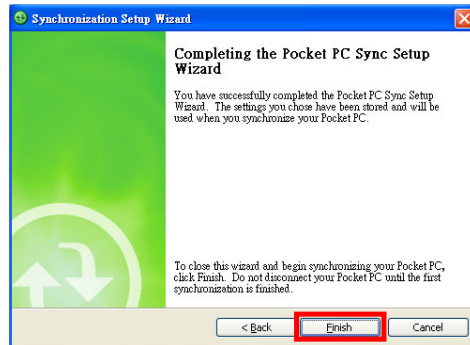 Synchronization Setup Wizard
Completing the Pocket PC Sync Setup
Wizard
You have successfully completed the Pocket PC Sync Setup
Wizard. The settings you chose have been stored and will be
used when you synchronize your Pocket PC.
To close this wizard and begin synchronizing your Pocket PC,
click Finish. Do not disconnect your Pocket PC until the first
synchronization is finished.
< Back Finish Cancel